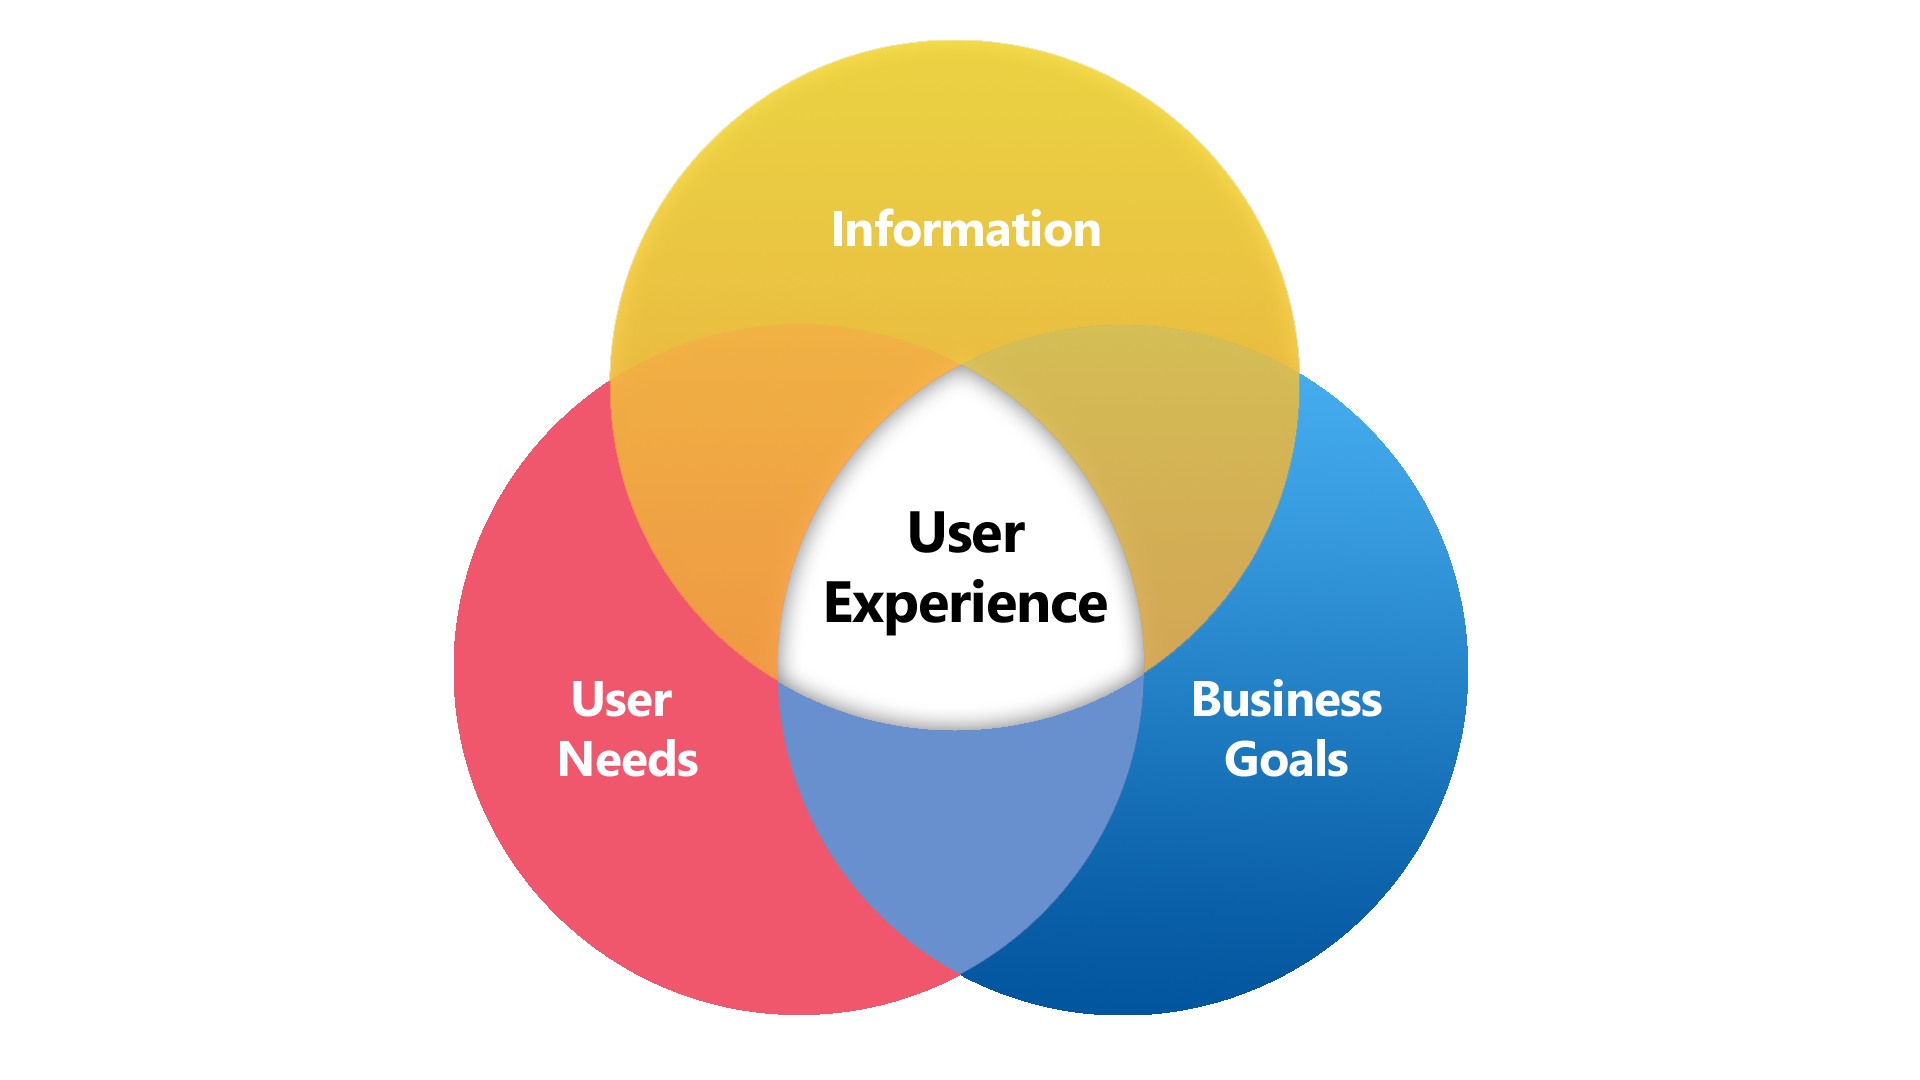 Information
User
Experience
User
Needs
Business
Goals